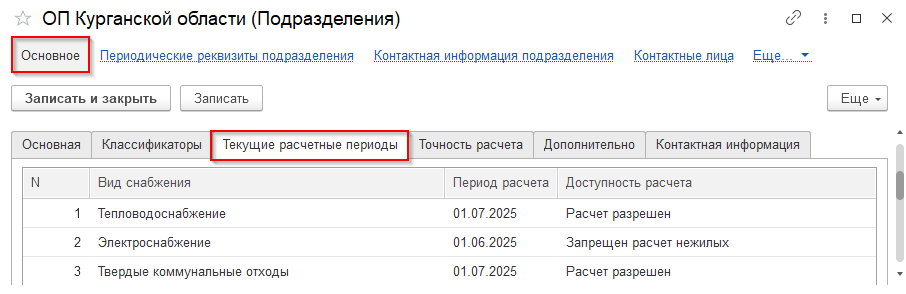 ОП Курганской области (Подразделения)
Основное Периодические реквизиты подразделения Контактная информация подразделения Контактные лица Еще...
Записать и закрыть Записать Еще
Основная Классификаторы Текущие расчетные периоды Точность расчета Дополнительно Контактная информация
N Вид снабжения Период расчета Доступность расчета
1 Тепловодоснабжение 01.07.2025 Расчет разрешен
2 Электроснабжение 01.06.2025 Запрещен расчет нежилых
3 Твердые коммунальные отходы 01.07.2025 Расчет разрешен